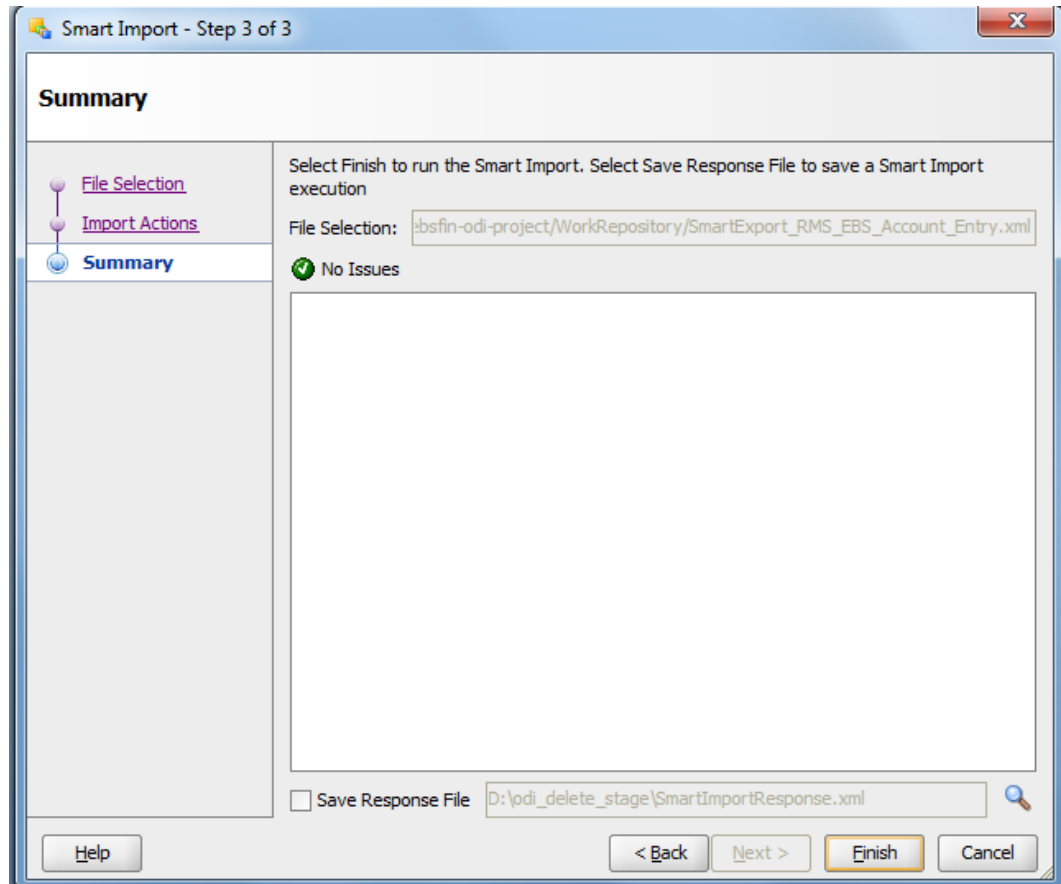 Smart Import - Step 3 of 3
Summary
File Selection
Import Actions
Summary
Select Finish to run the Smart Import. Select Save Response File to save a Smart Import
execution
File Selection: ebsfin-odi-project/WorkRepository/SmartExport_RMS_EBS_Account_Entry.xml
No Issues
Save Response File D:\odi_delete_stage\SmartImportResponse.xml
Help < Back Next > Finish Cancel